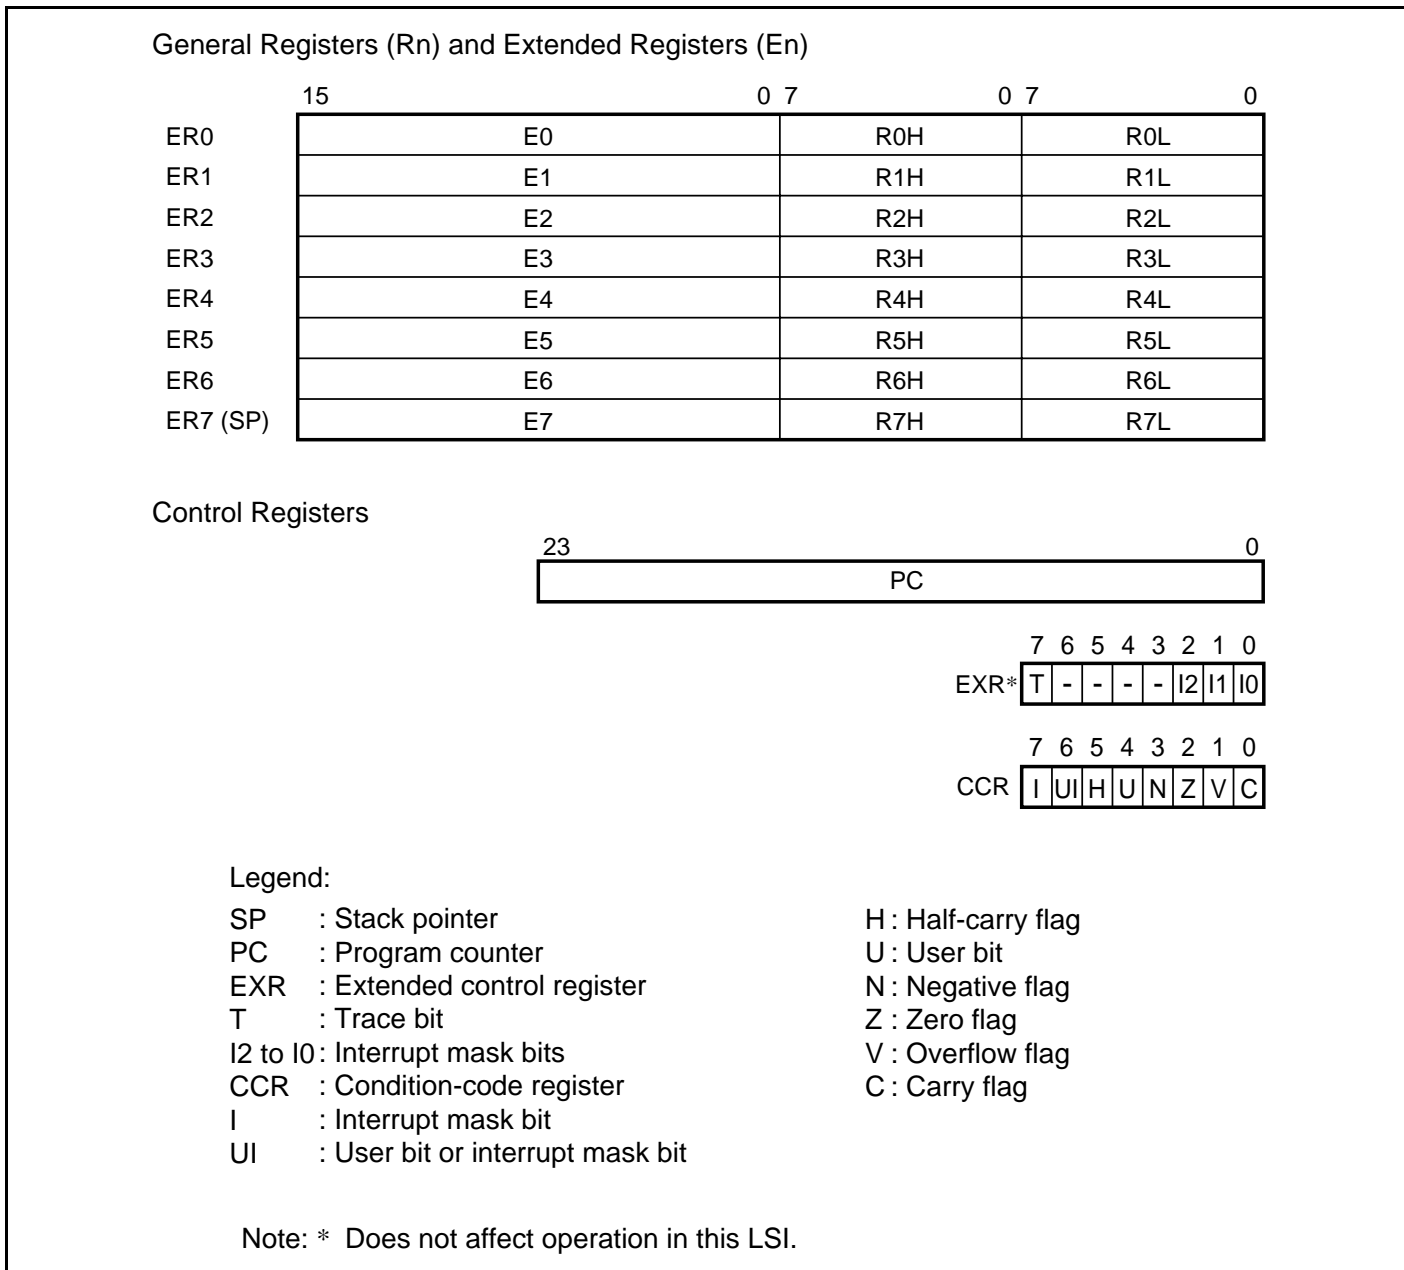 General Registers (Rn) and Extended Registers (En)
15 0 7 0 7 0
ER0 E0 R0H R0L
ER1 E1 R1H R1L
ER2 E2 R2H R2L
ER3 E3 R3H R3L
ER4 E4 R4H R4L
ER5 E5 R5H R5L
ER6 E6 R6H R6L
ER7 (SP) E7 R7H R7L
Control Registers
23 0
PC
7 6 5 4 3 2 1 0
EXR* T - - - - I2 I1 I0
7 6 5 4 3 2 1 0
CCR I UI H U N Z V C
Legend:
SP : Stack pointer
PC : Program counter
EXR : Extended control register
T : Trace bit
I2 to I0 : Interrupt mask bits
CCR : Condition-code register
I : Interrupt mask bit
UI : User bit or interrupt mask bit
H : Half-carry flag
U : User bit
N : Negative flag
Z : Zero flag
V : Overflow flag
C : Carry flag
Note: * Does not affect operation in this LSI.